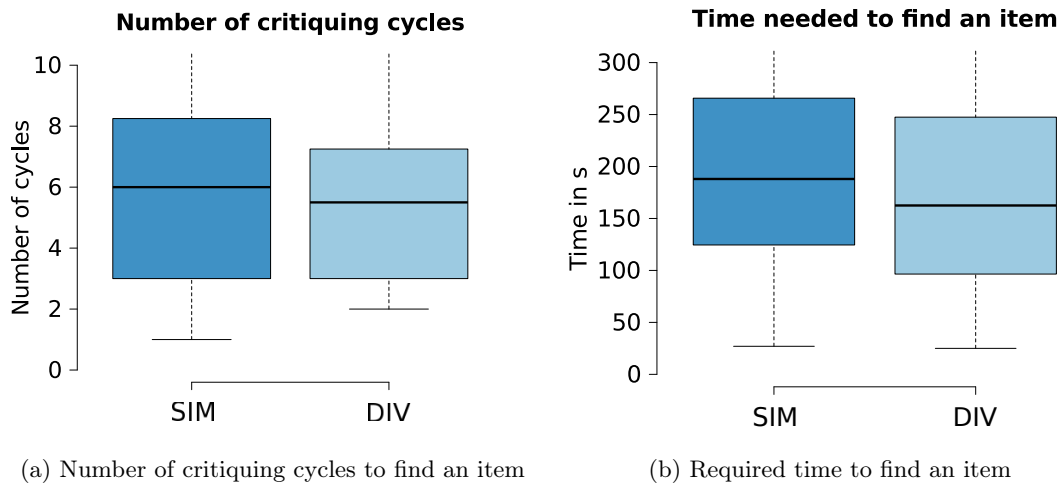 Number of critiquing cycles
Number of cycles
10
8
6
4
2
0
SIM DIV
(a) Number of critiquing cycles to find an item
Time needed to find an item
Time in s
300
250
200
150
100
50
0
SIM DIV
(b) Required time to find an item